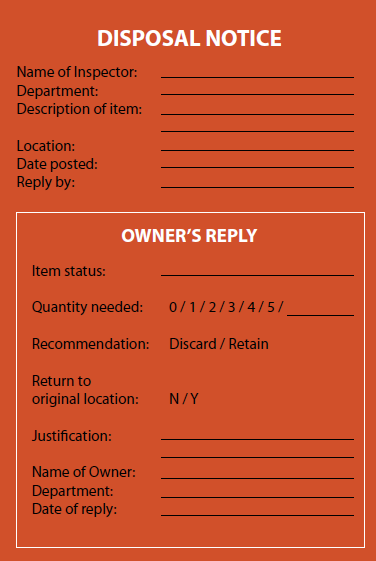 DISPOSAL NOTICE
Name of Inspector:
Department:
Description of item:
Location:
Date posted:
Reply by:
OWNER'S REPLY
Item status:
Quantity needed: 0 / 1 / 2 / 3 / 4 / 5 /
Recommendation: Discard / Retain
Return to
original location: N / Y
Justification:
Name of Owner:
Department:
Date of reply: